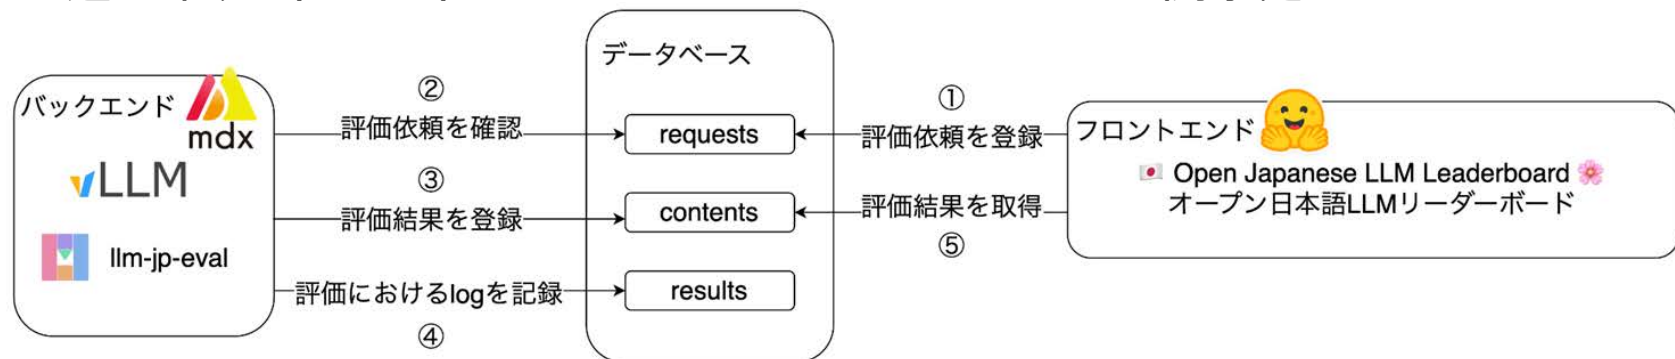 データベース
バックエンド
mdx
vLLM
llm-jp-eval
②
評価依頼を確認
③
評価結果を登録
評価におけるlogを記録
④
requests
contents
results
①
評価依頼を登録
評価結果を取得
⑤
フロントエンド
Open Japanese LLM Leaderboard
オープン日本語LLMリーダーボード